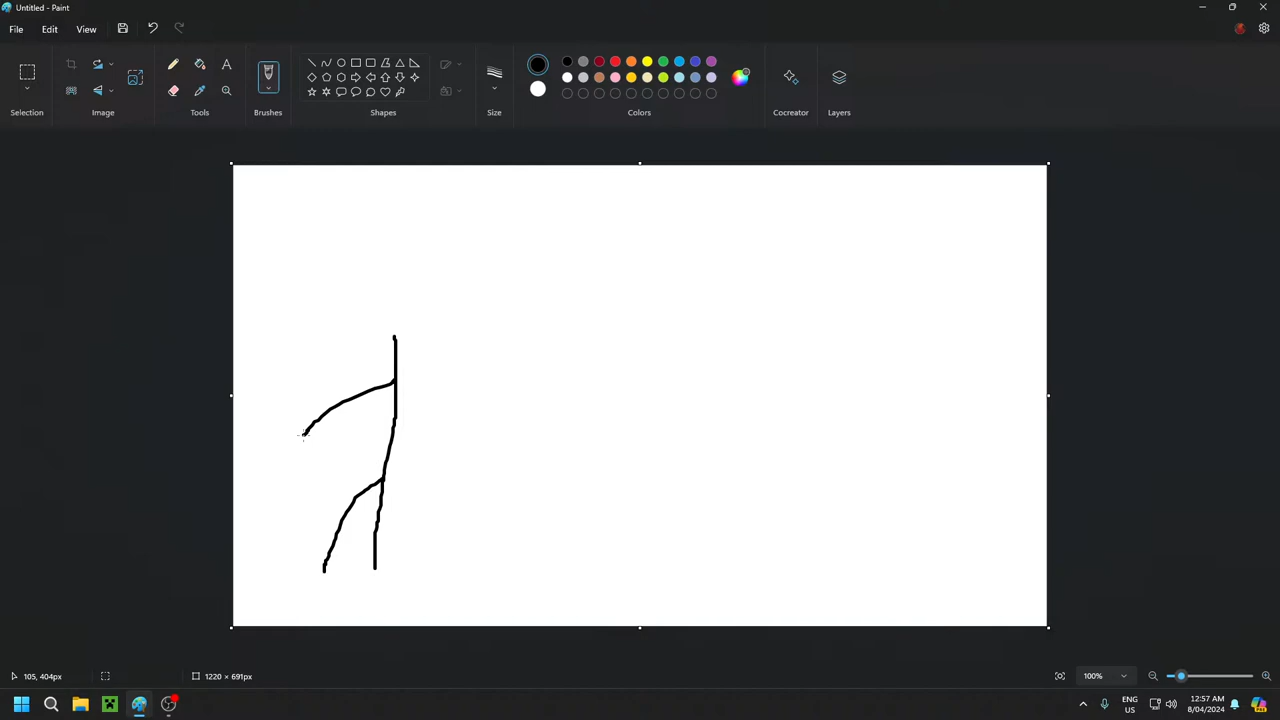 Untitled - Paint
File Edit View
Selection Image Tools Brushes Shapes Size Colors Cocreator Layers
105, 404px 1220 × 691px 100%
ENG 12:57 AM
US 8/04/2024